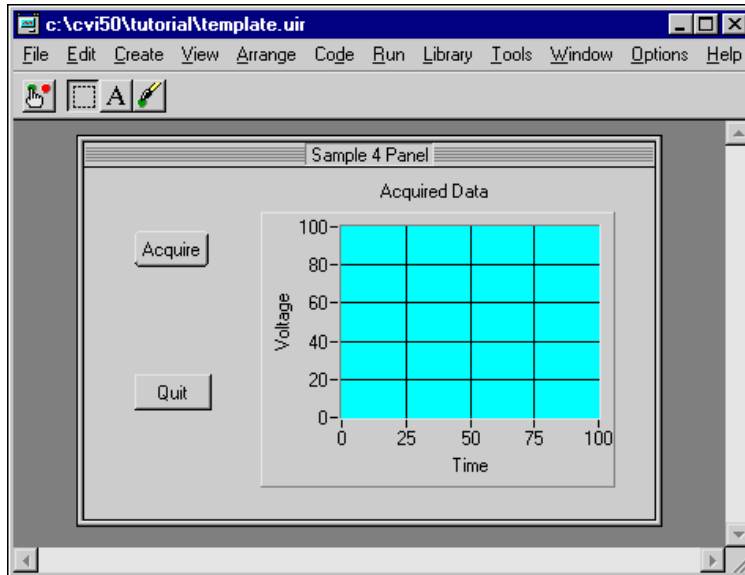 c:\cvi50\tutorial\template.uir
File Edit Create View Arrange Code Run Library Tools Window Options Help
A
Sample 4 Panel
Acquired Data
Acquire
Quit
Voltage
100
80
60
40
20
0
0 25 50 75 100
Time